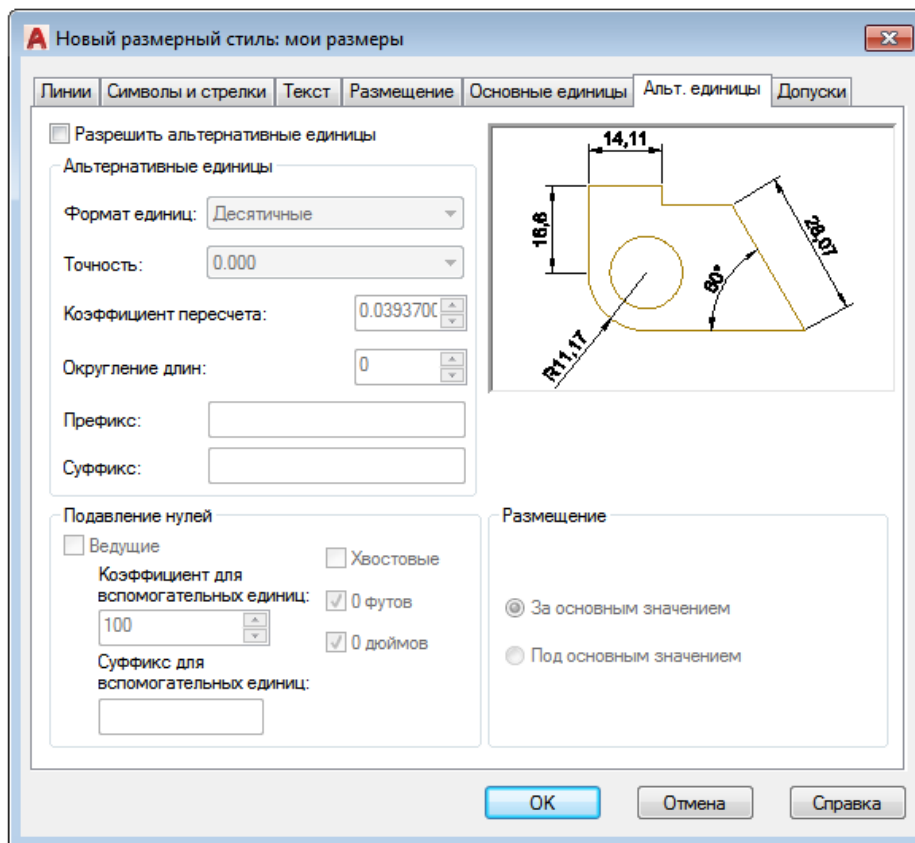 Новый размерный стиль: мои размеры
Линии Символы и стрелки Текст Размещение Основные единицы Альт. единицы Допуски
Разрешить альтернативные единицы
Альтернативные единицы
Формат единиц: Десятичные
Точность: 0.000
Коэффициент пересчета: 0.0393700
Округление длин: 0
Префикс:
Суффикс:
14,11
16,6
28,07
60°
R11,17
Подавление нулей
Ведущие
Коэффициент для
вспомогательных единиц:
100
Суффикс для
вспомогательных единиц:
Хвостовые
0 футов
0 дюймов
Размещение
За основным значением
Под основным значением
OK Отмена Справка